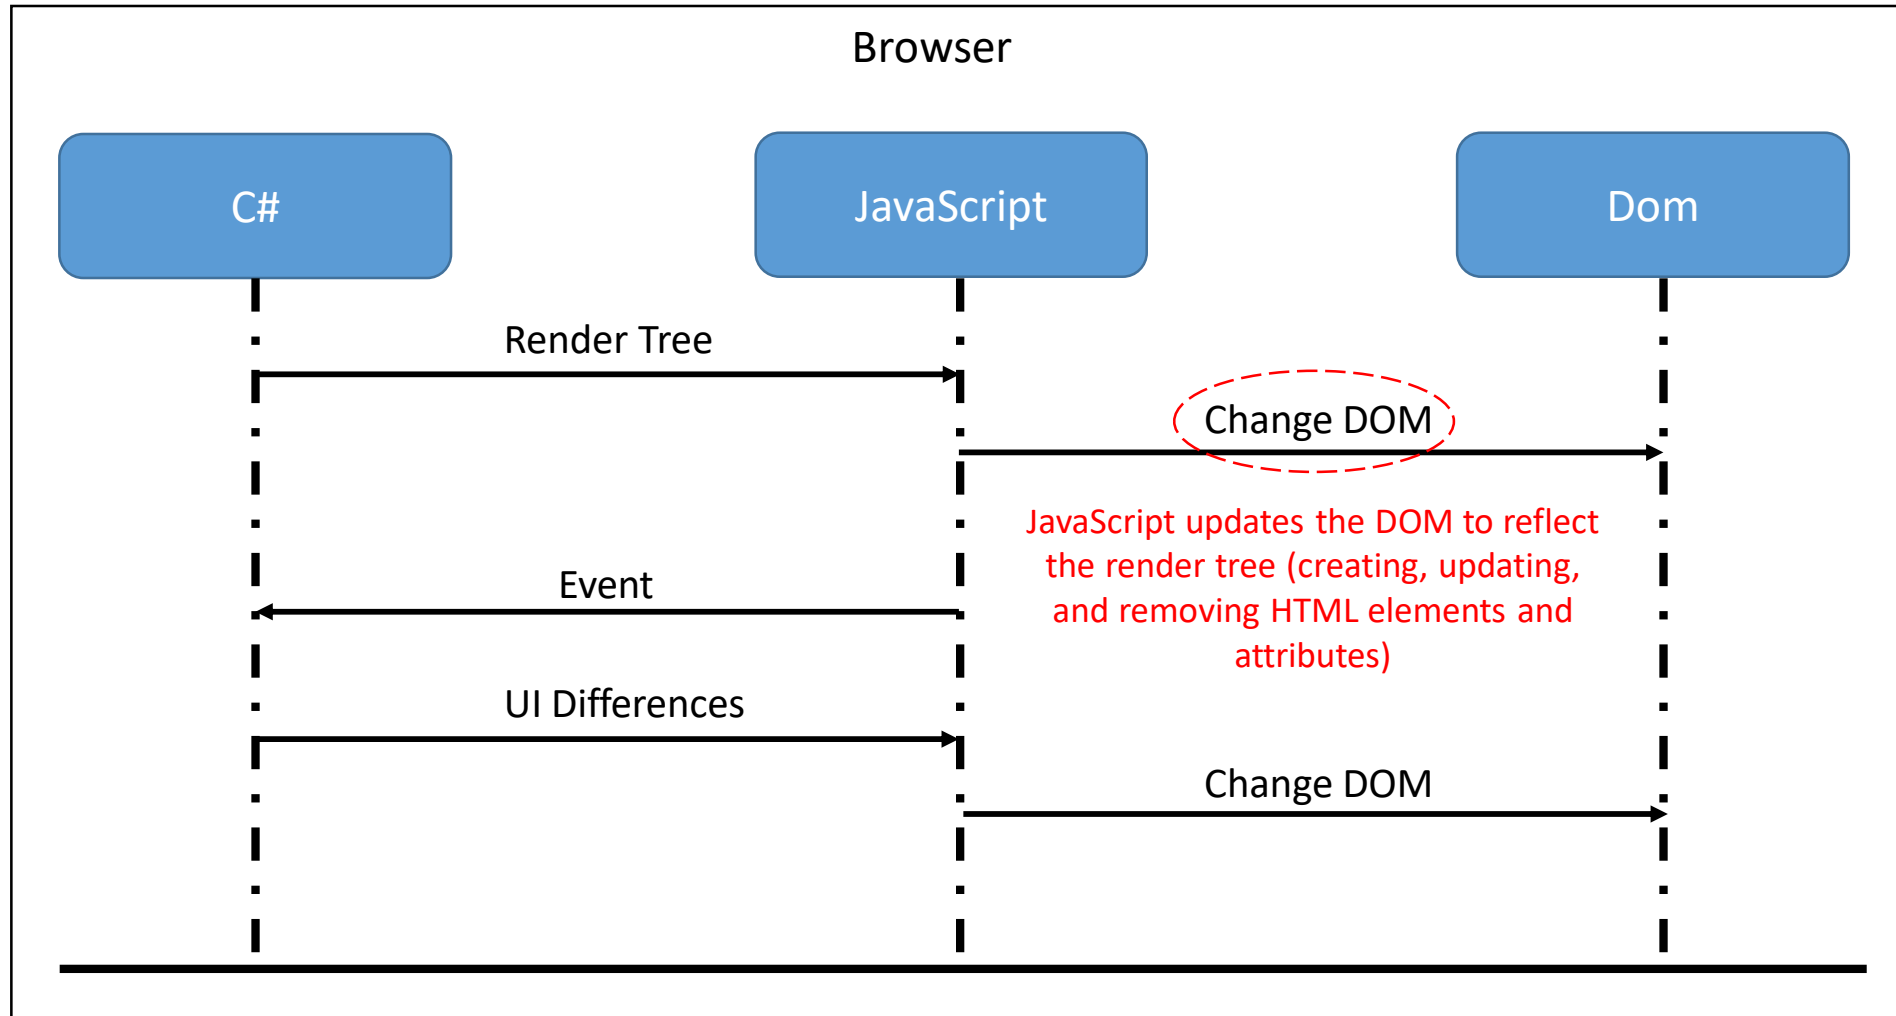 Browser
C#
JavaScript
Dom
Render Tree
Change DOM
JavaScript updates the DOM to reflect
the render tree (creating, updating,
and removing HTML elements and
attributes)
Event
UI Differences
Change DOM